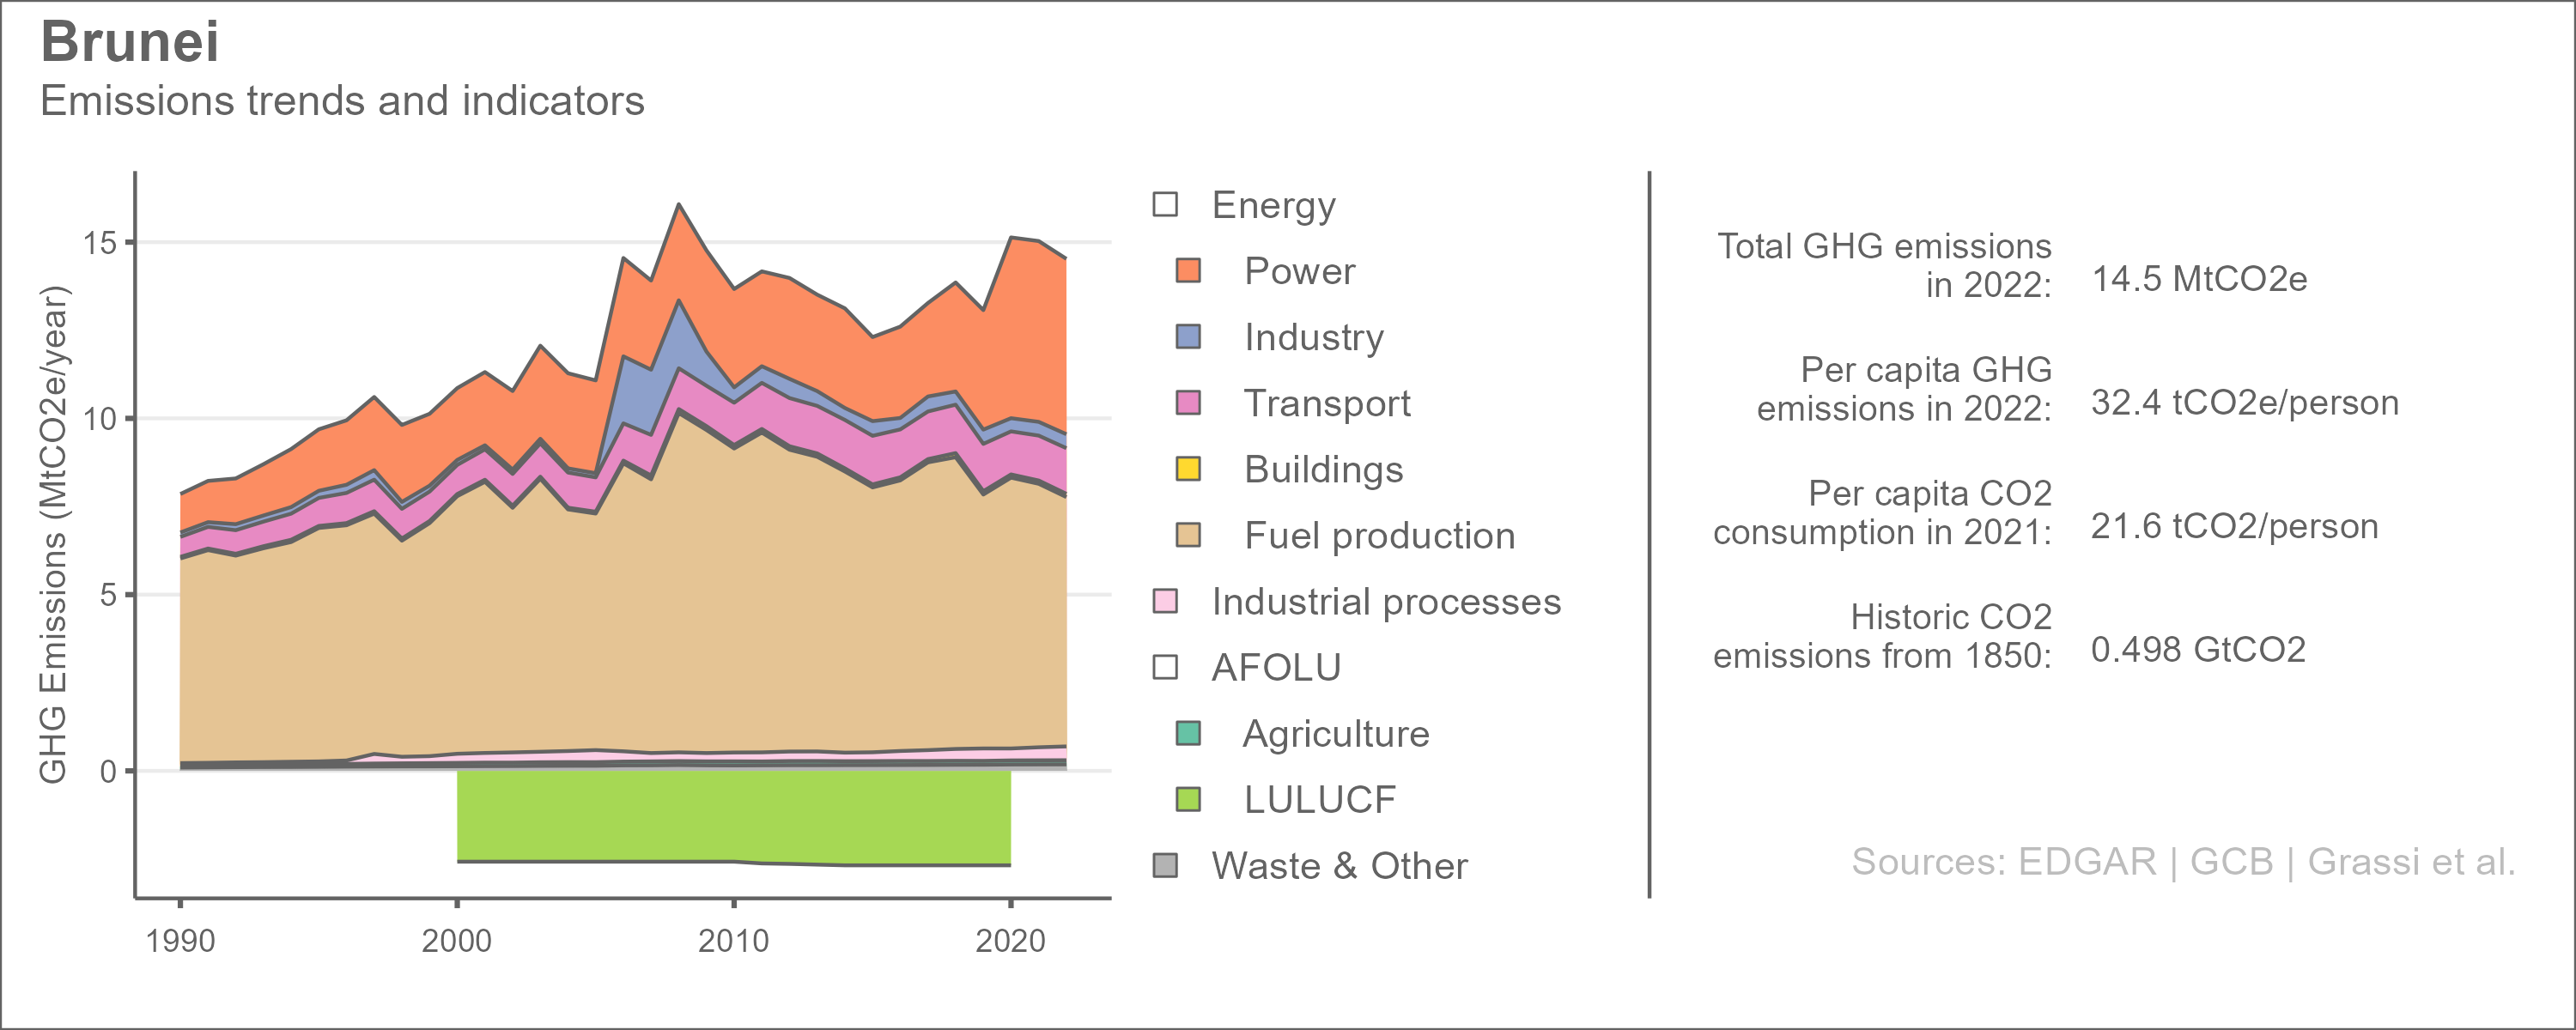 Brunei
Emissions trends and indicators
GHG Emissions (MtCO2e/year)
15
10
5
0
1990
2000
2010
2020
Energy
Power
Industry
Transport
Buildings
Fuel production
Industrial processes
AFOLU
Agriculture
LULUCF
Waste & Other
Total GHG emissions
in 2022:
14.5 MtCO2e
Per capita GHG
emissions in 2022:
32.4 tCO2e/person
Per capita CO2
consumption in 2021:
21.6 tCO2/person
Historic CO2
emissions from 1850:
0.498 GtCO2
Sources: EDGAR | GCB | Grassi et al.